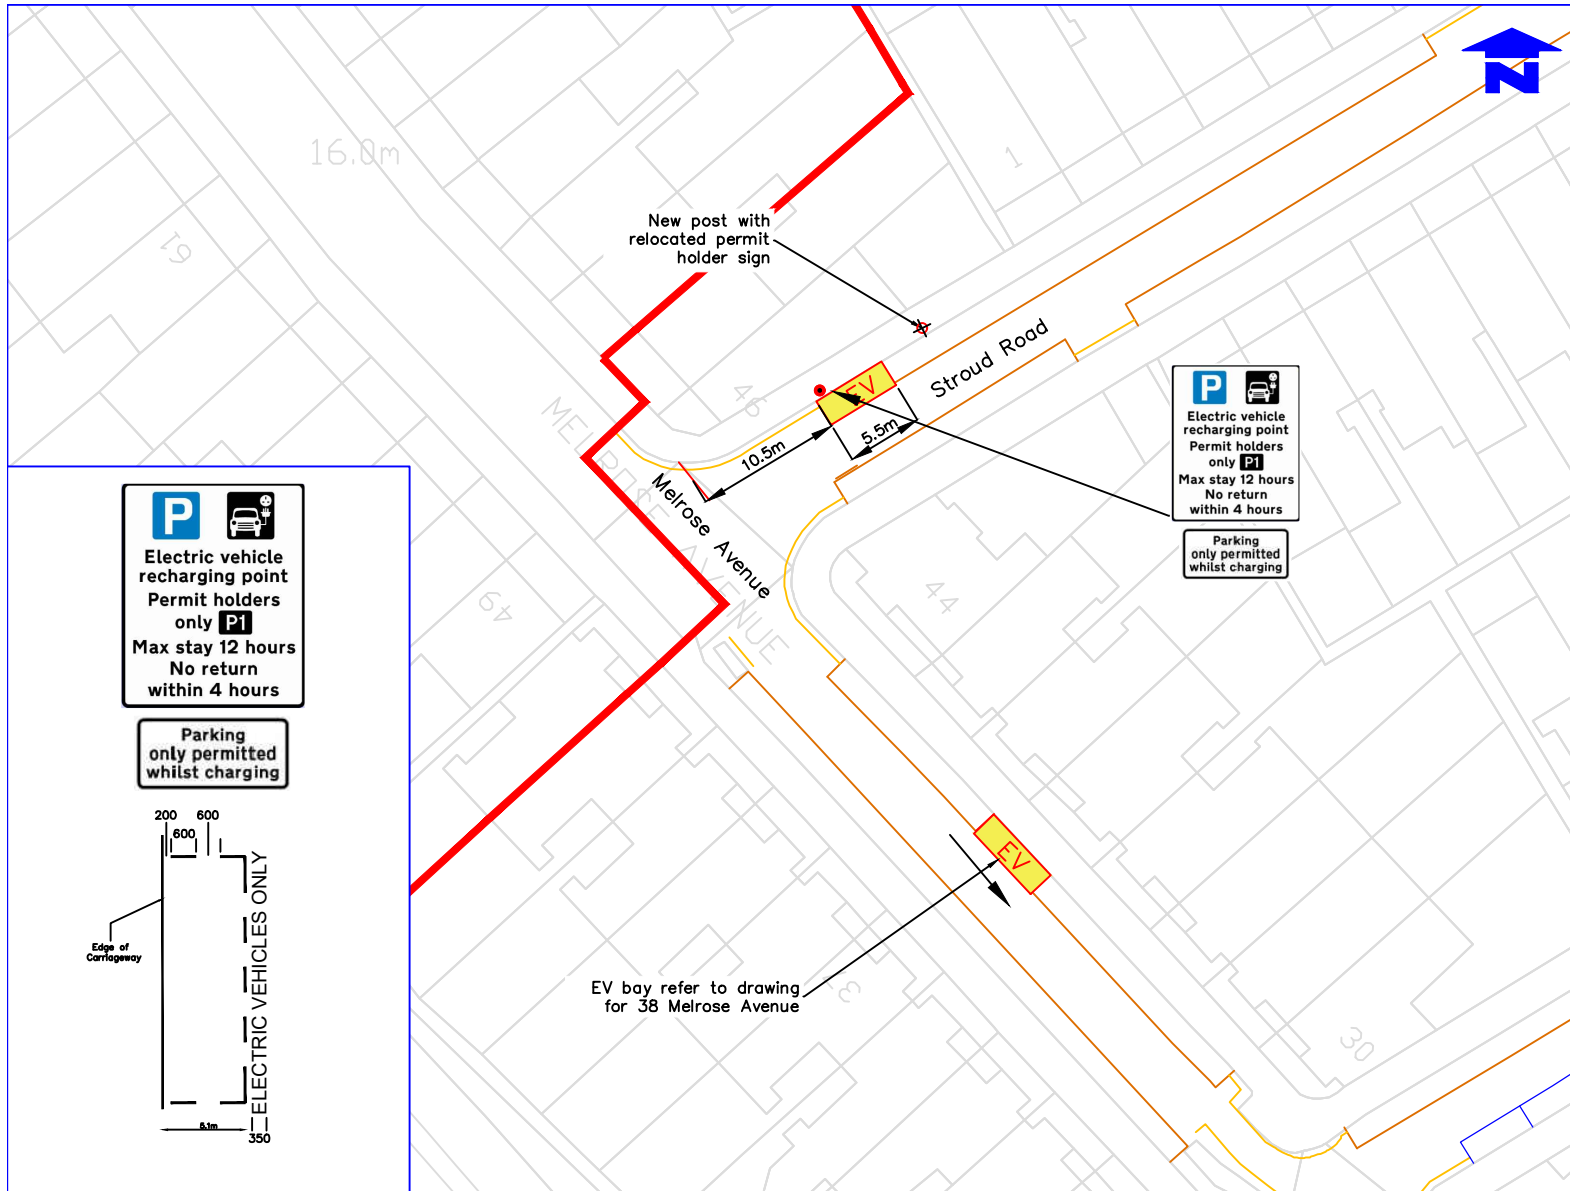 N
16.0m
1
61
New post with
relocated permit
holder sign
Stroud Road
46
EV
5.5m
10.5m
P
Electric vehicle
recharging point
Permit holders
only P1
Max stay 12 hours
No return
within 4 hours
Parking
only permitted
whilst charging
MELROSE AVENUE
Melrose Avenue
49
44
P
Electric vehicle
recharging point
Permit holders
only P1
Max stay 12 hours
No return
within 4 hours
Parking
only permitted
whilst charging
200 600
600
ELECTRIC VEHICLES ONLY
Edge of
Carriageway
5.1m
350
EV
EV bay refer to drawing
for 38 Melrose Avenue
30